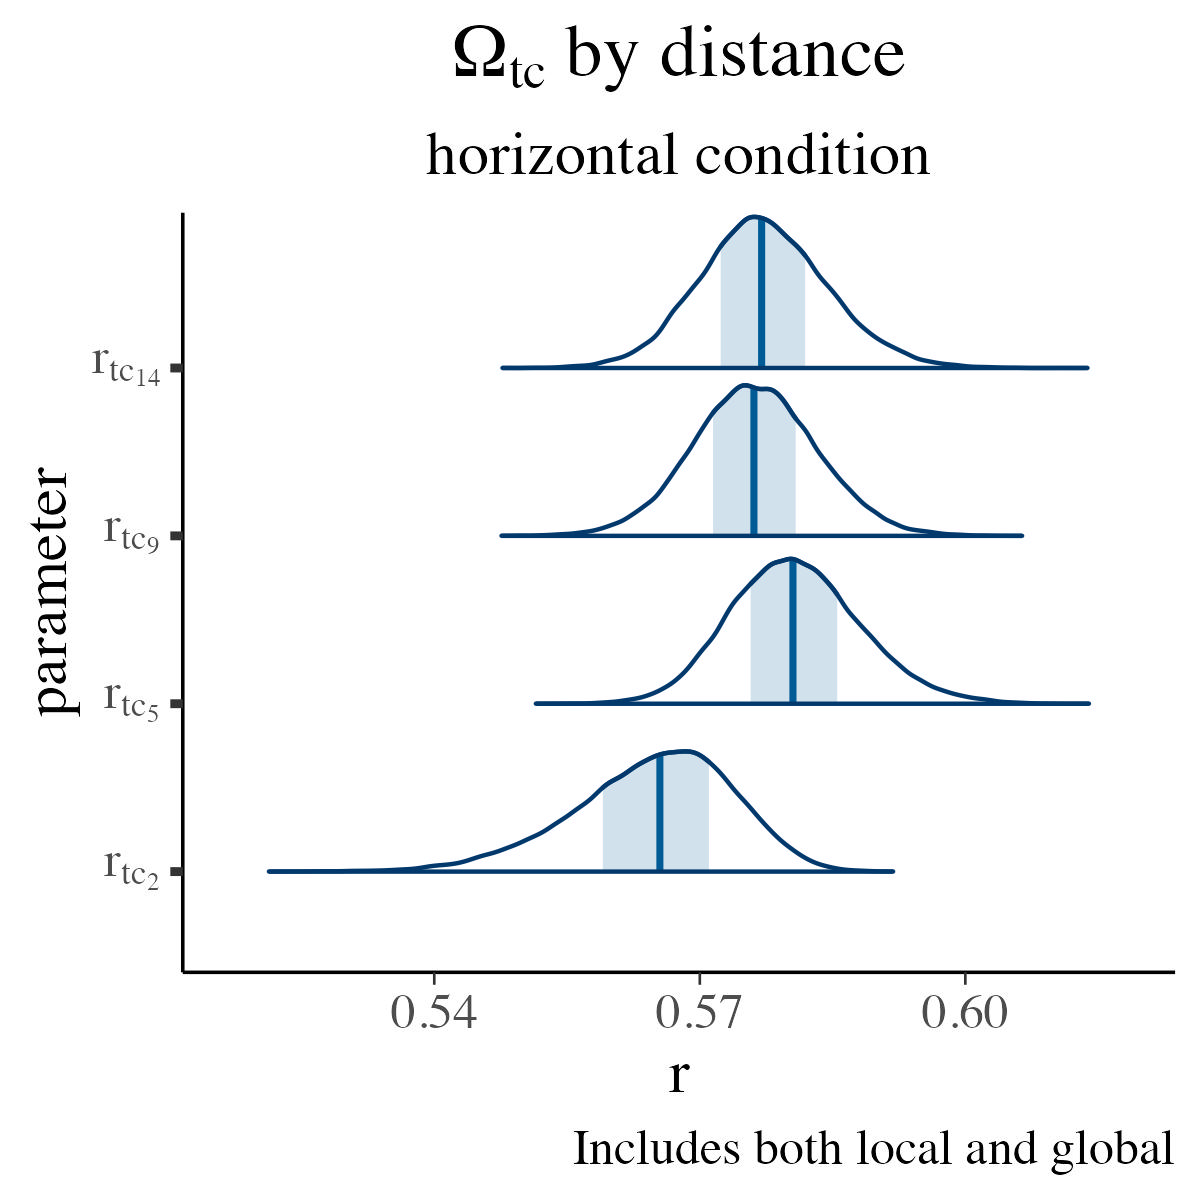 Ωtc by distance
horizontal condition
parameter
rtc14
rtc9
rtc5
rtc2
0.54 0.57 0.60
r
Includes both local and global